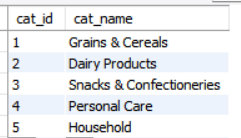 cat_id cat_name
1 Grains & Cereals
2 Dairy Products
3 Snacks & Confectioneries
4 Personal Care
5 Household